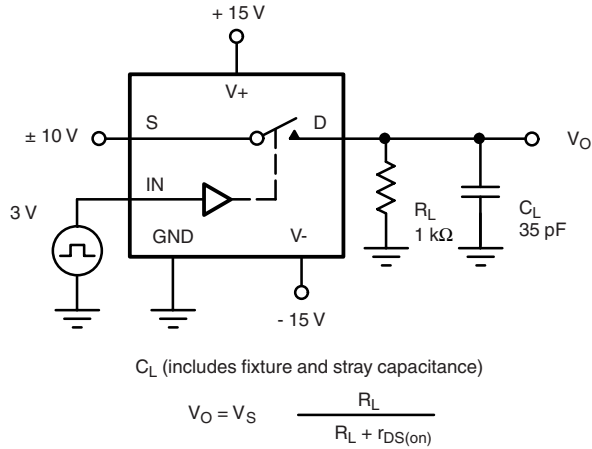 + 15 V
V+
± 10 V
S
D
V_O
IN
3 V
GND
V-
R_L
1 kΩ
C_L
35 pF
- 15 V
C_L (includes fixture and stray capacitance)
V_O = V_S R_L
R_L + r_DS(on)